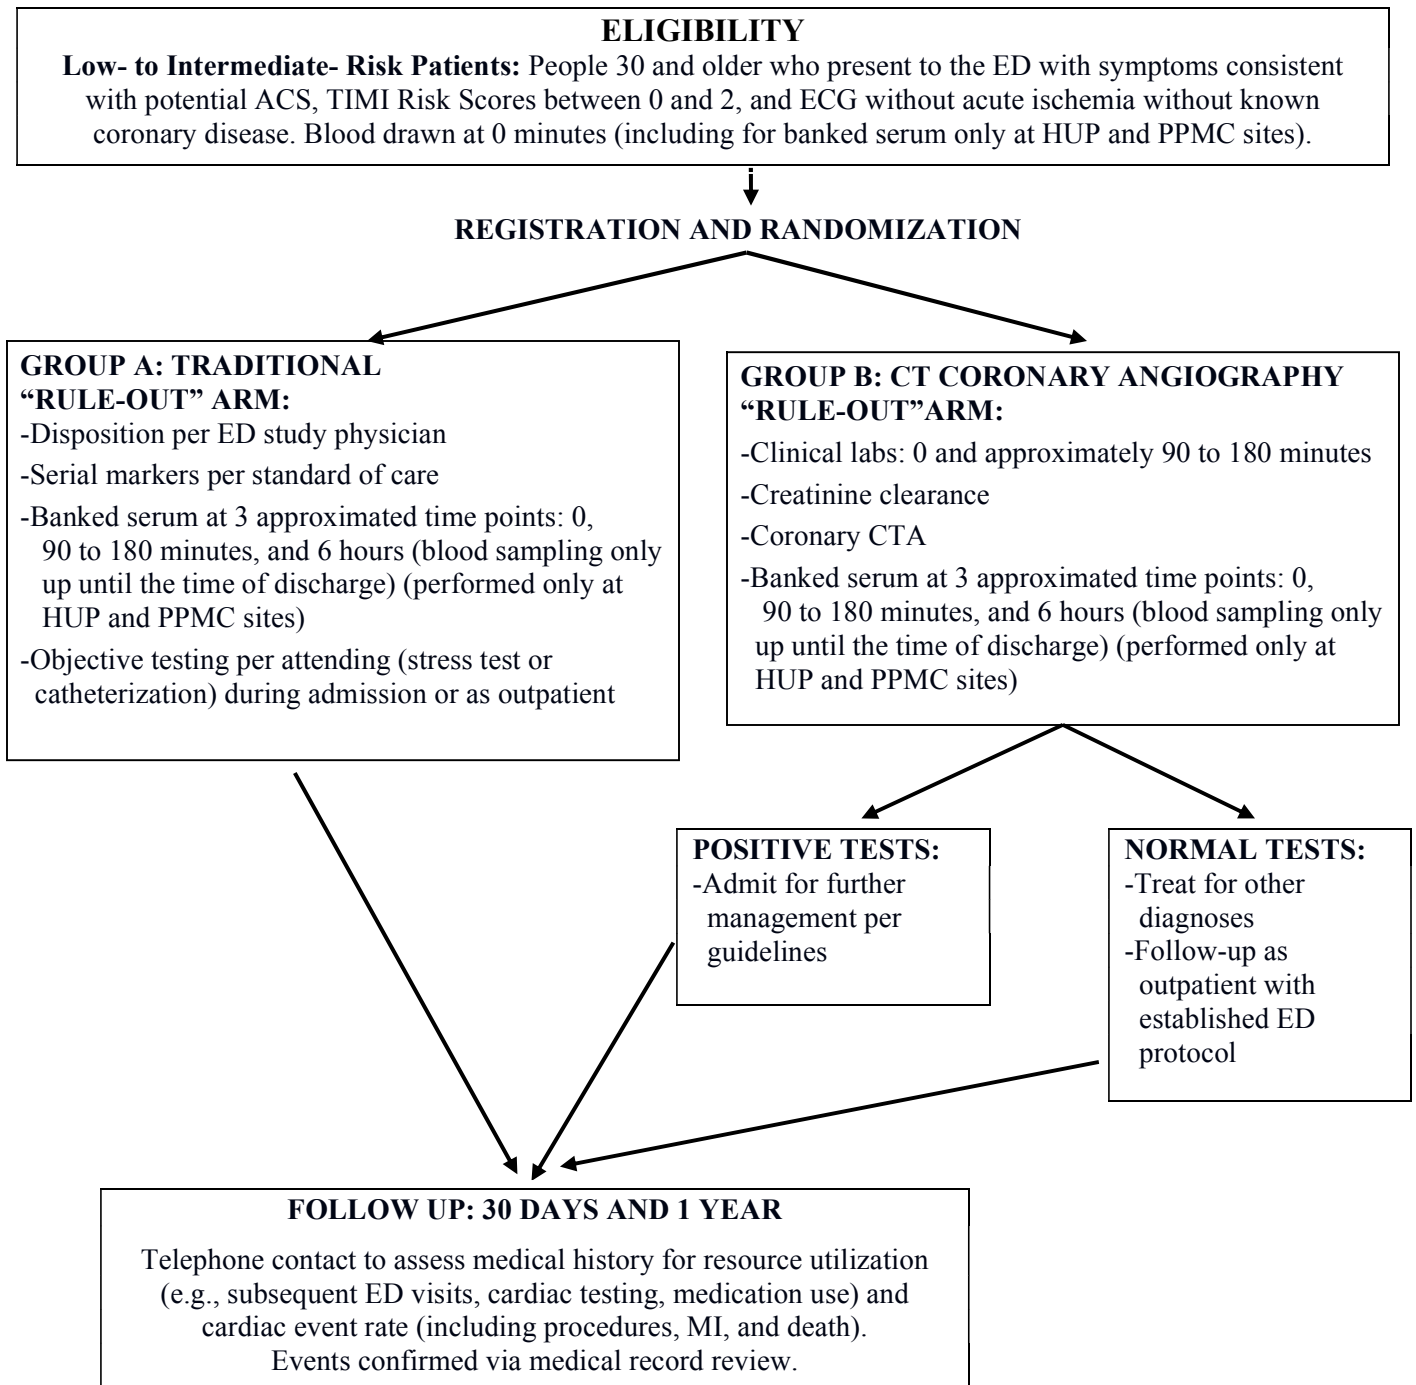 ELIGIBILITY
Low- to Intermediate- Risk Patients: People 30 and older who present to the ED with symptoms consistent
with potential ACS, TIMI Risk Scores between 0 and 2, and ECG without acute ischemia without known
coronary disease. Blood drawn at 0 minutes (including for banked serum only at HUP and PPMC sites).
REGISTRATION AND RANDOMIZATION
GROUP A: TRADITIONAL
“RULE-OUT” ARM:
-Disposition per ED study physician
-Serial markers per standard of care
-Banked serum at 3 approximated time points: 0,
90 to 180 minutes, and 6 hours (blood sampling only
up until the time of discharge) (performed only at
HUP and PPMC sites)
-Objective testing per attending (stress test or
catheterization) during admission or as outpatient
GROUP B: CT CORONARY ANGIOGRAPHY
“RULE-OUT”ARM:
-Clinical labs: 0 and approximately 90 to 180 minutes
-Creatinine clearance
-Coronary CTA
-Banked serum at 3 approximated time points: 0,
90 to 180 minutes, and 6 hours (blood sampling only
up until the time of discharge) (performed only at
HUP and PPMC sites)
POSITIVE TESTS:
-Admit for further
management per
guidelines
NORMAL TESTS:
-Treat for other
diagnoses
-Follow-up as
outpatient with
established ED
protocol
FOLLOW UP: 30 DAYS AND 1 YEAR
Telephone contact to assess medical history for resource utilization
(e.g., subsequent ED visits, cardiac testing, medication use) and
cardiac event rate (including procedures, MI, and death).
Events confirmed via medical record review.